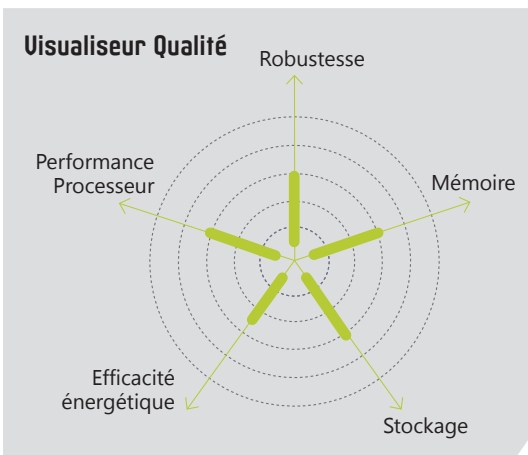 Visualiseur Qualité
Robustesse
Performance
Processeur
Mémoire
Efficacité
énergétique
Stockage